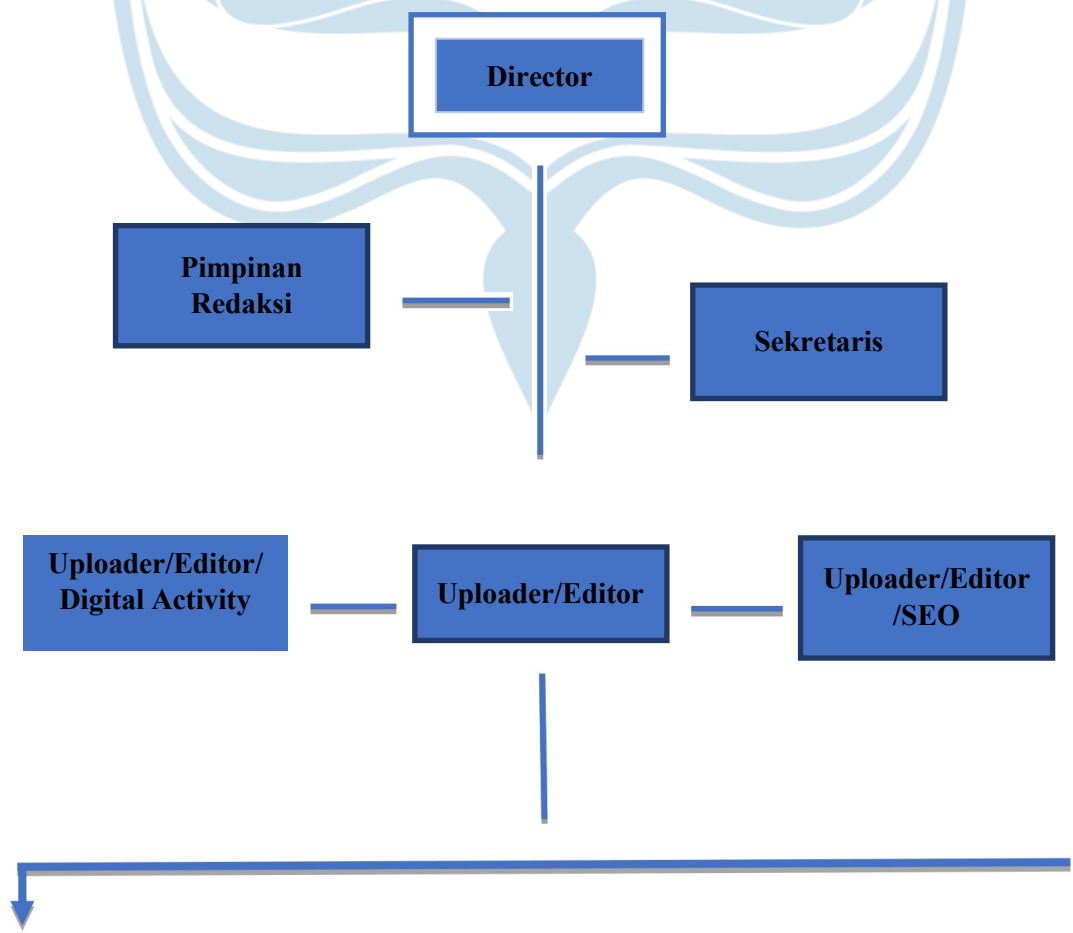 Director
Pimpinan
Redaksi
Sekretaris
Uploader/Editor/
Digital Activity
Uploader/Editor
Uploader/Editor
/SEO